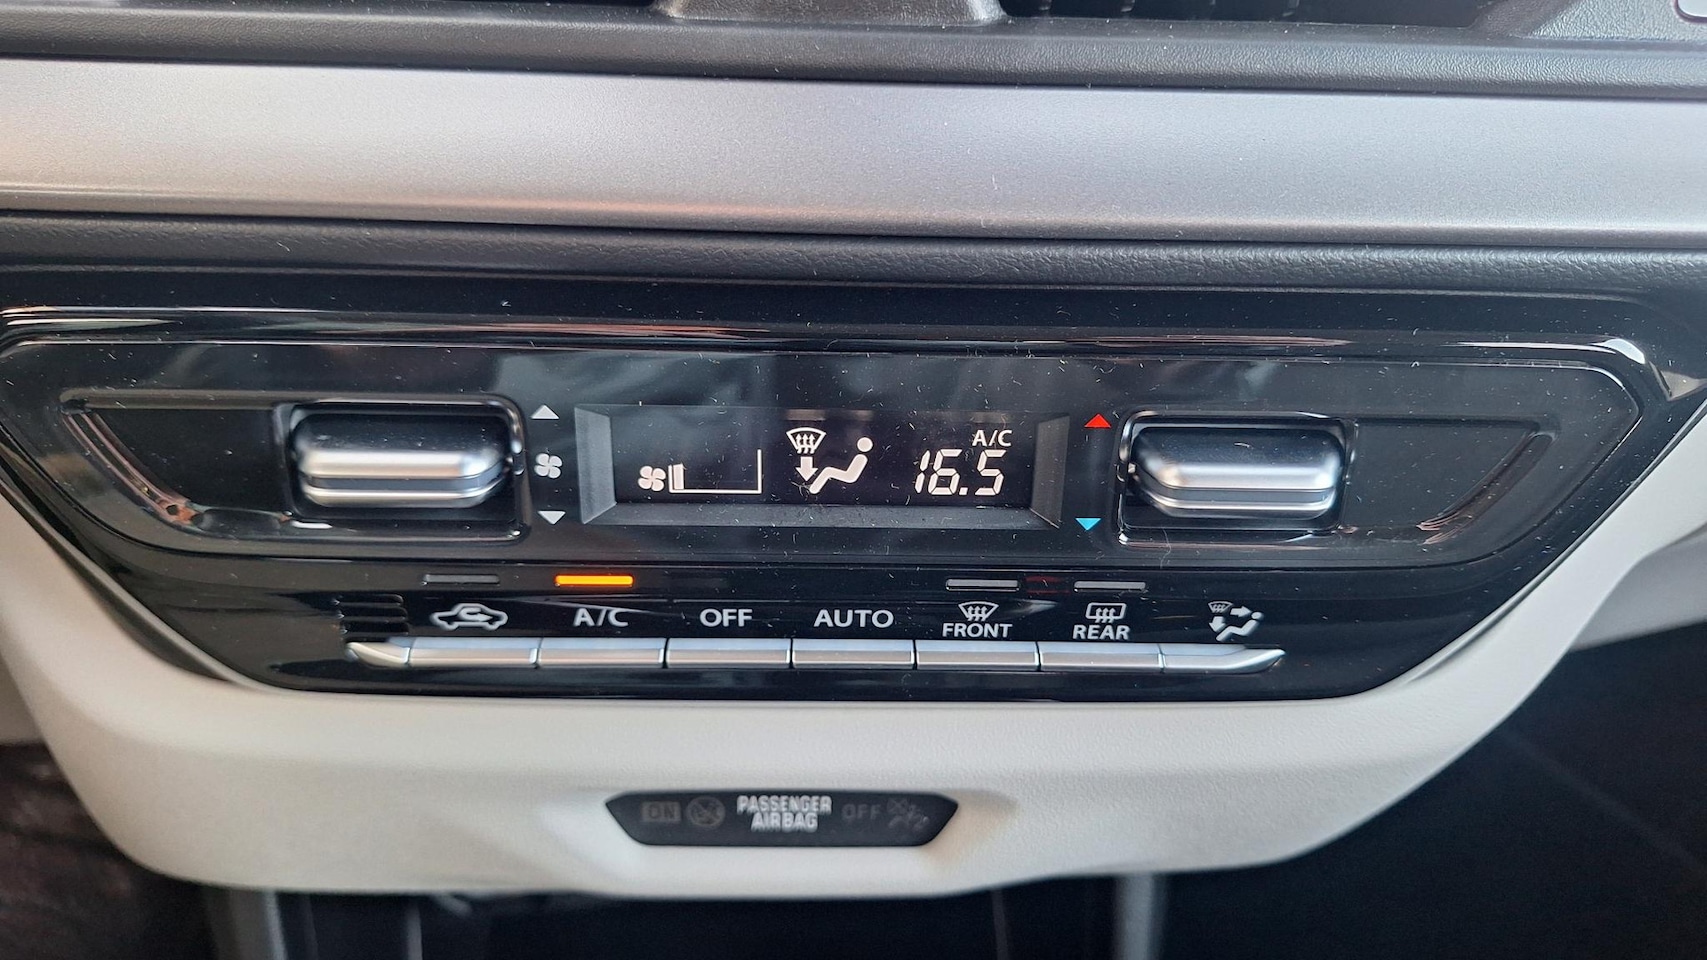 A/C
16.5
A/C OFF AUTO FRONT REAR
ON PASSENGER AIRBAG OFF